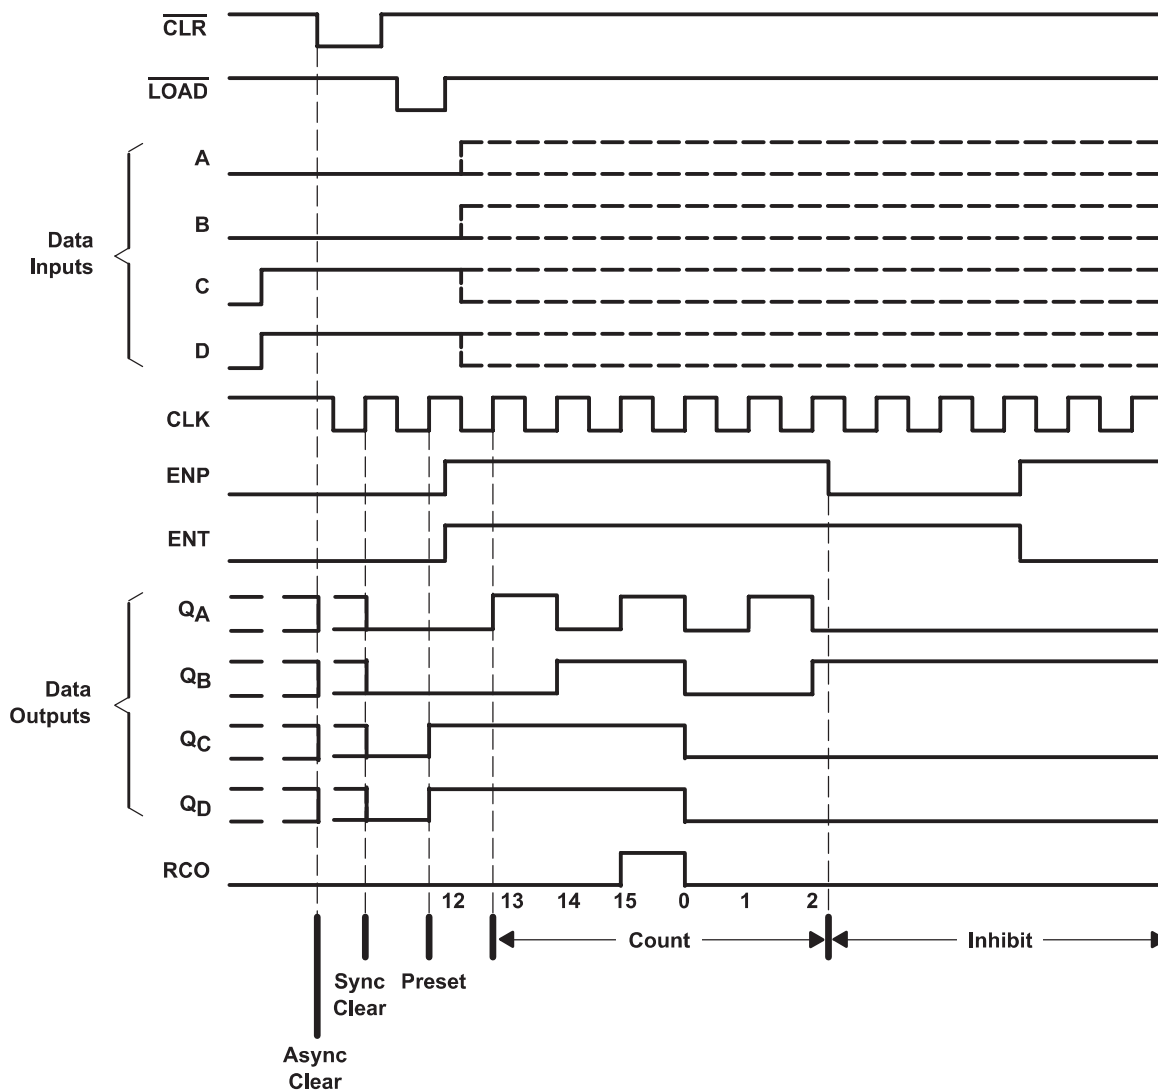 CLR
LOAD
A
B
Data
Inputs
C
D
CLK
ENP
ENT
QA
QB
Data
Outputs
QC
QD
RCO
12 13 14 15 0 1 2
Count Inhibit
Sync
Clear
Preset
Async
Clear